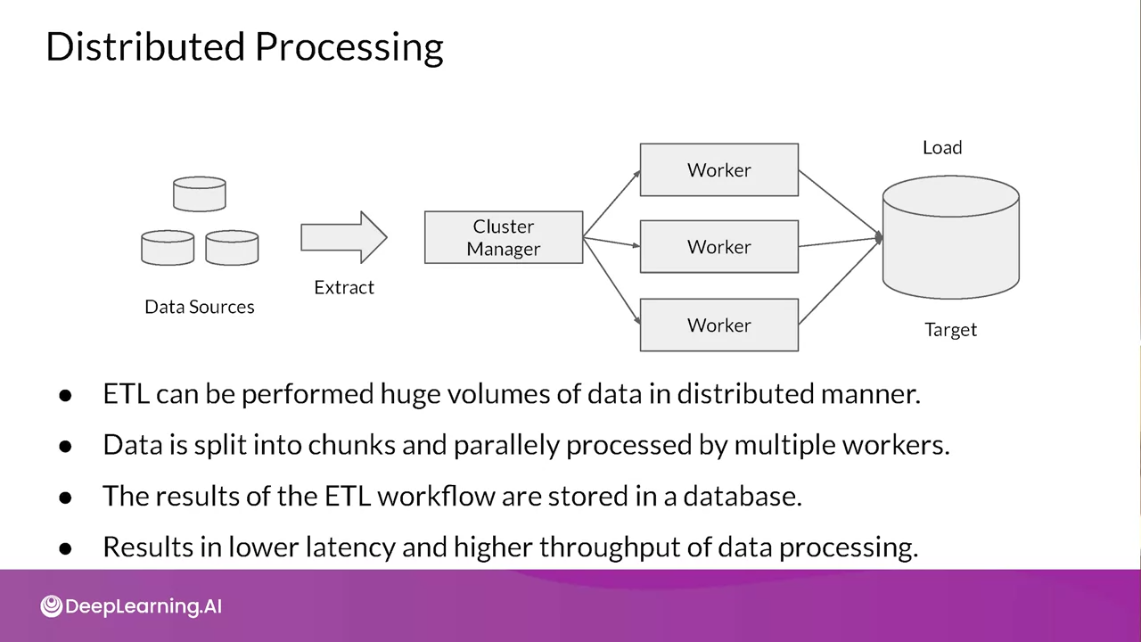 Distributed Processing
Load
Worker
Cluster
Manager
Worker
Extract
Data Sources
Worker
Target
● ETL can be performed huge volumes of data in distributed manner.
● Data is split into chunks and parallely processed by multiple workers.
● The results of the ETL workflow are stored in a database.
● Results in lower latency and higher throughput of data processing.
DeepLearning.AI